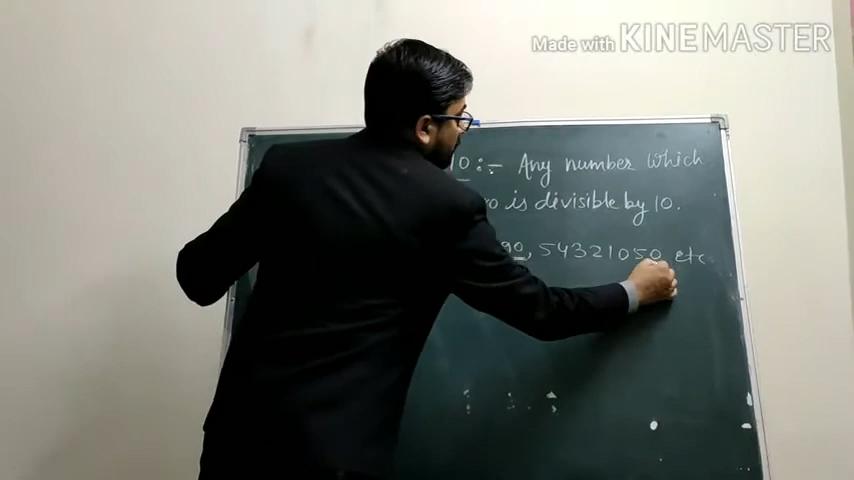 Made with KINEMASTER
10 :- Any number which
is divisible by 10.
90, 54321050 etc